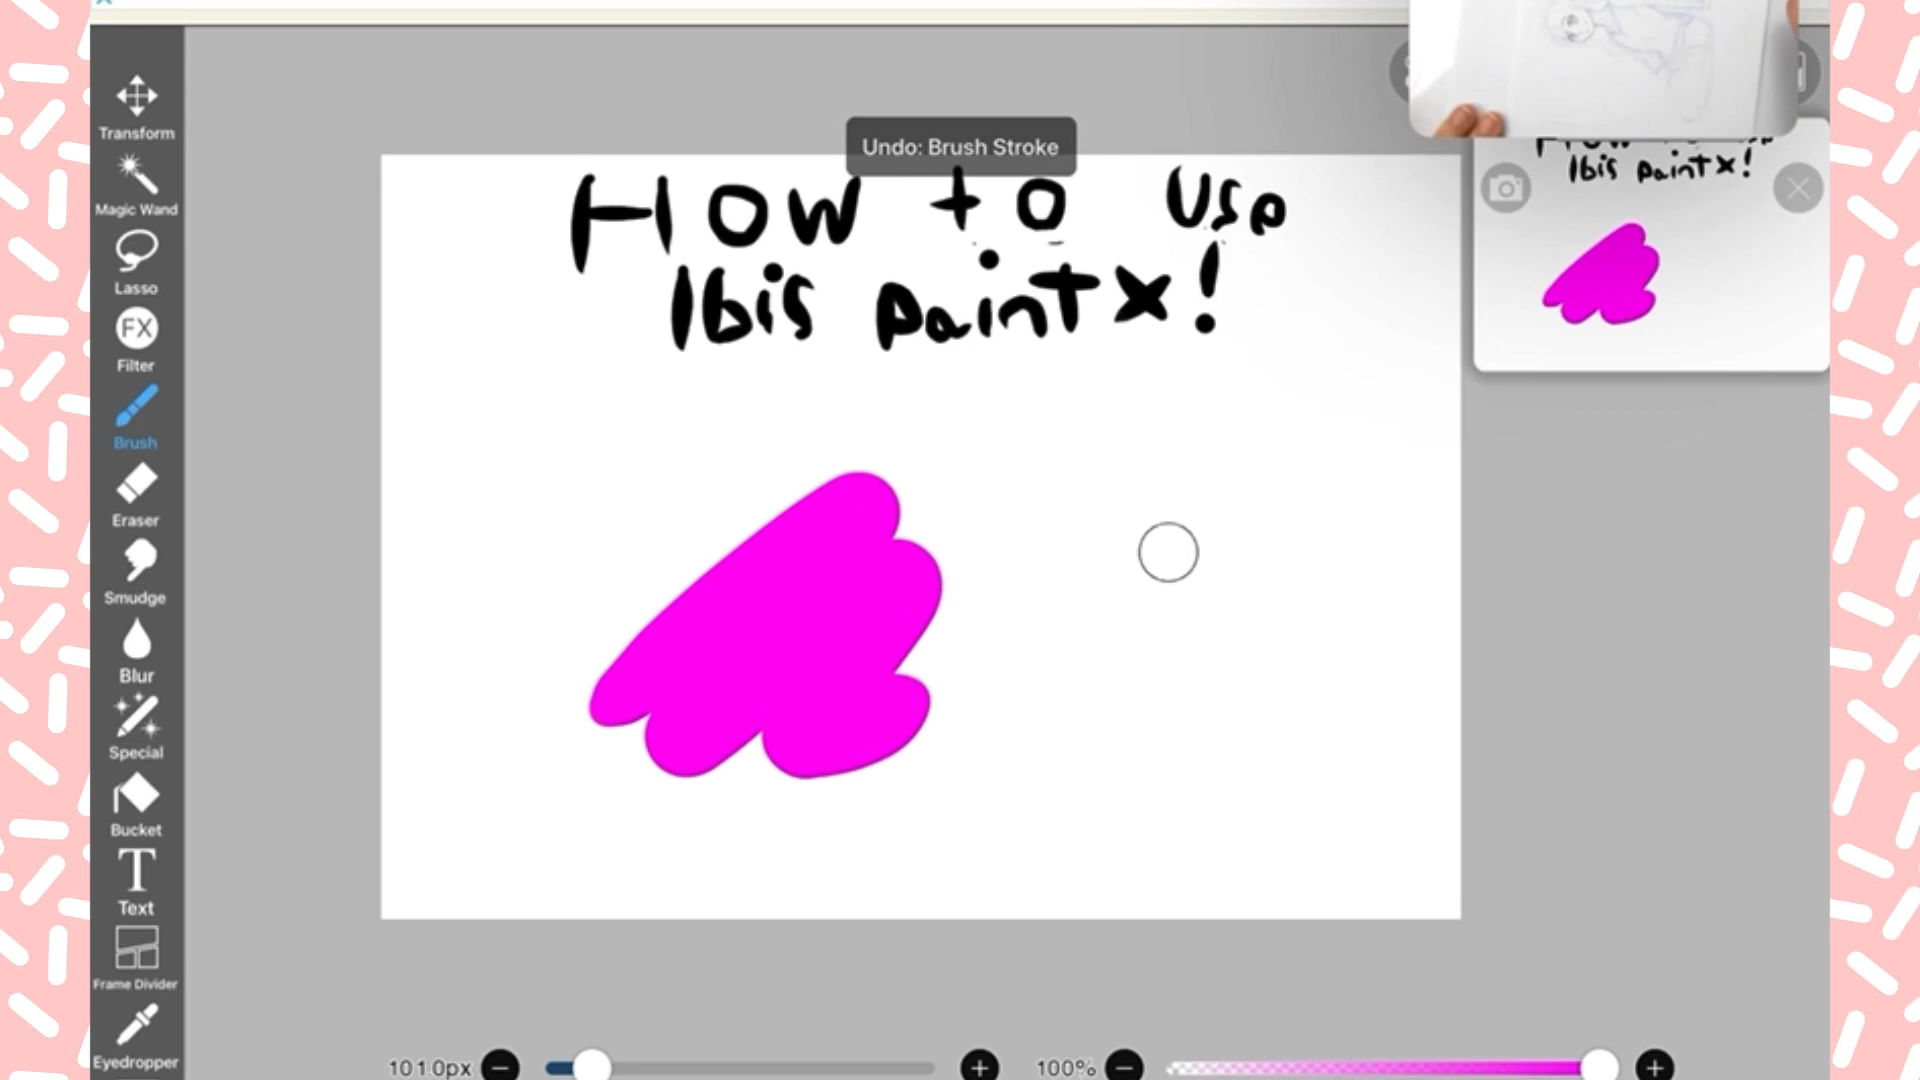 Undo: Brush Stroke
How to Use
Ibis paint x!
Ibis paint x!
Transform
Magic Wand
Lasso
FX
Filter
Brush
Eraser
Smudge
Blur
Special
Bucket
T
Text
Frame Divider
Eyedropper
101.0px
100%